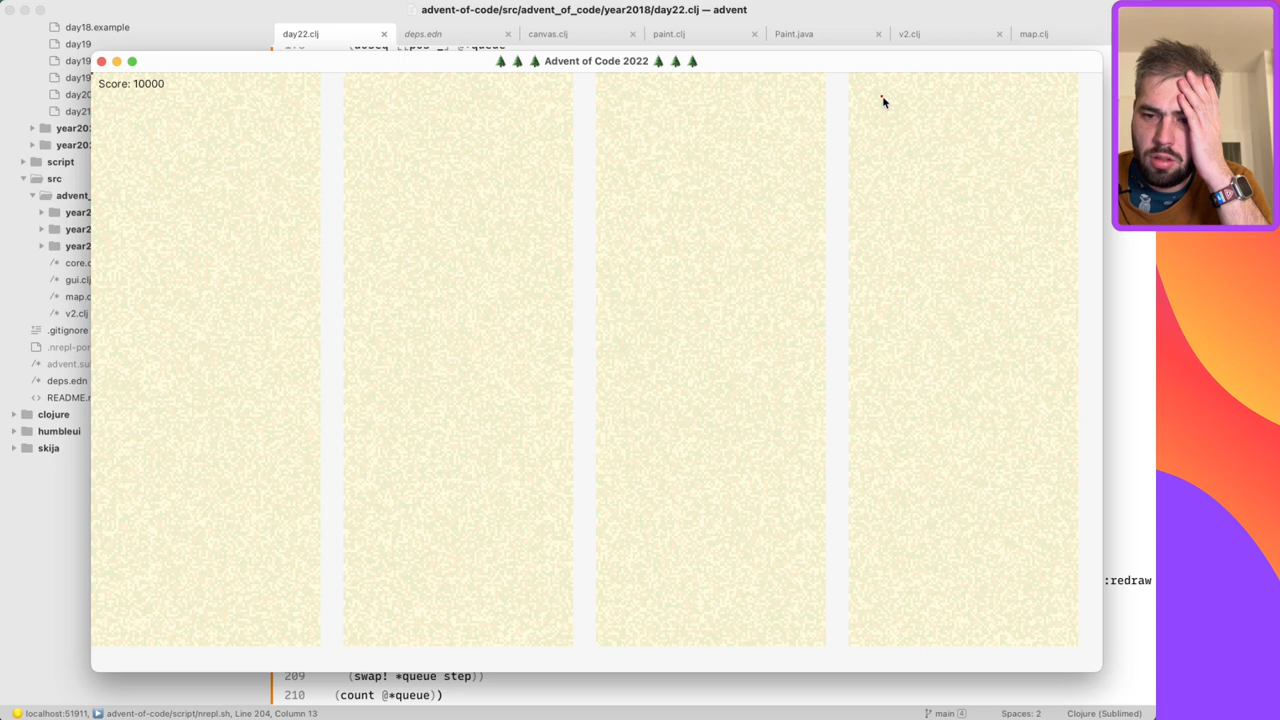 advent-of-code/src/advent_of_code/year2018/day22.clj — advent
day18.example
day19
day19
day19
day20
day21
year20
year20
script
src
advent_
year2
year2
year2
core.c
gui.clj
map.c
v2.clj
.gitignore
.nrepl-por
advent.su
deps.edn
README.r
clojure
humbleui
skija
day22.clj
deps.edn
canvas.clj
paint.clj
Paint.java
v2.clj
map.clj
🌲 🌲 🌲 Advent of Code 2022 🌲 🌲 🌲
Score: 10000
:redraw
209 (swap! *queue step))
210 (count @*queue))
localhost:51911, advent-of-code/script/nrepl.sh, Line 204, Column 13
main 4
Spaces: 2
Clojure (Sublimed)